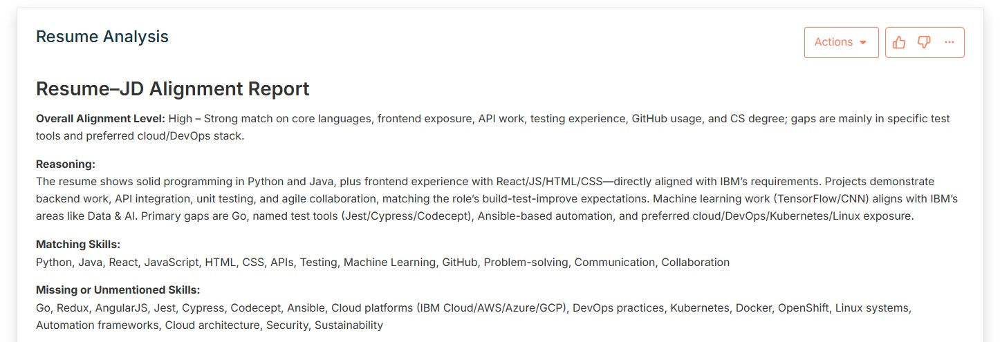 Resume Analysis
Actions
Resume–JD Alignment Report
Overall Alignment Level: High – Strong match on core languages, frontend exposure, API work, testing experience, GitHub usage, and CS degree; gaps are mainly in specific test
tools and preferred cloud/DevOps stack.
Reasoning:
The resume shows solid programming in Python and Java, plus frontend experience with React/JS/HTML/CSS—directly aligned with IBM’s requirements. Projects demonstrate
backend work, API integration, unit testing, and agile collaboration, matching the role’s build-test-improve expectations. Machine learning work (TensorFlow/CNN) aligns with IBM’s
areas like Data & AI. Primary gaps are Go, named test tools (Jest/Cypress/Codecept), Ansible-based automation, and preferred cloud/DevOps/Kubernetes/Linux exposure.
Matching Skills:
Python, Java, React, JavaScript, HTML, CSS, APIs, Testing, Machine Learning, GitHub, Problem-solving, Communication, Collaboration
Missing or Unmentioned Skills:
Go, Redux, AngularJS, Jest, Cypress, Codecept, Ansible, Cloud platforms (IBM Cloud/AWS/Azure/GCP), DevOps practices, Kubernetes, Docker, OpenShift, Linux systems,
Automation frameworks, Cloud architecture, Security, Sustainability